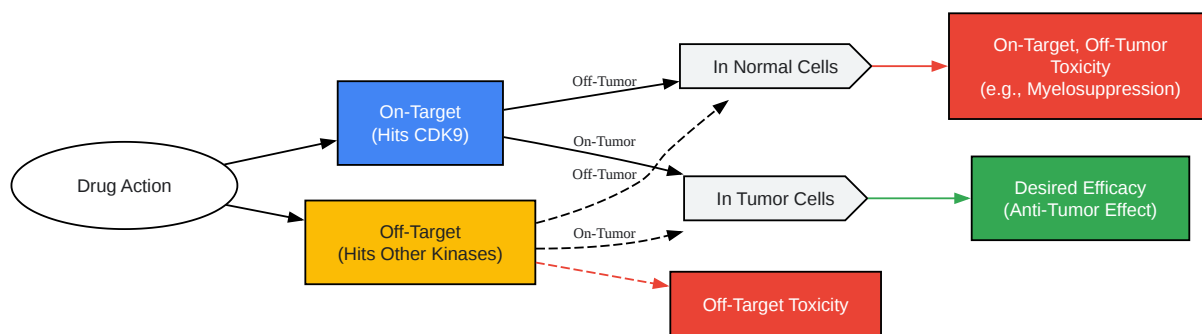 Drug Action
On-Target
(Hits CDK9)
Off-Target
(Hits Other Kinases)
Off-Tumor
On-Tumor
Off-Tumor
On-Tumor
In Normal Cells
In Tumor Cells
On-Target, Off-Tumor
Toxicity
(e.g., Myelosuppression)
Desired Efficacy
(Anti-Tumor Effect)
Off-Target Toxicity